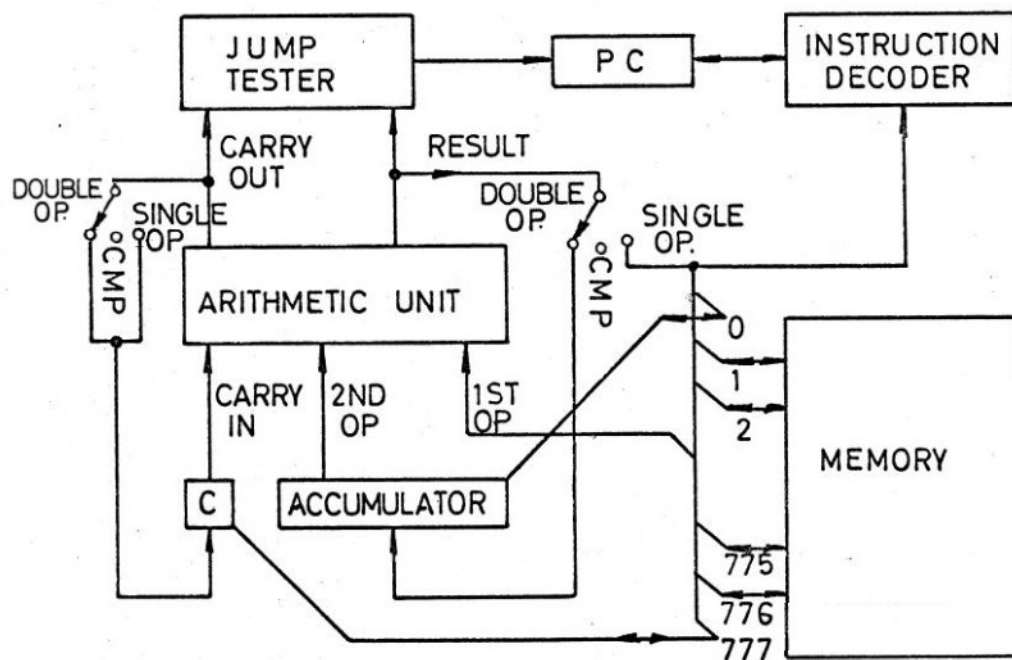 JUMP
TESTER
PC
INSTRUCTION
DECODER
CARRY
OUT
RESULT
DOUBLE
OP.
SINGLE
OP.
CMP
DOUBLE
OP.
SINGLE
OP.
CMP
ARITHMETIC UNIT
0
1
2
CARRY
IN
2ND
OP
1ST
OP
MEMORY
C
ACCUMULATOR
775
776
777